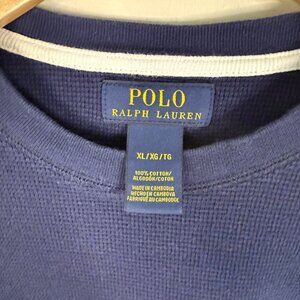 POLO
RALPH LAUREN
XL/XG/TG
100% COTTON/
ALGODÓN/COTON
MADE IN CAMBODIA
HECHO EN CAMBOYA
FABRIQUÉ AU CAMBODGE